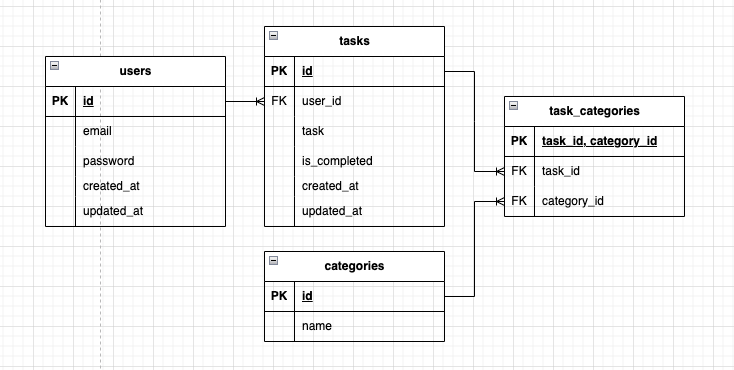 users
PK id
email
password
created_at
updated_at
tasks
PK id
FK user_id
task
is_completed
created_at
updated_at
categories
PK id
name
task_categories
PK task_id, category_id
FK task_id
FK category_id